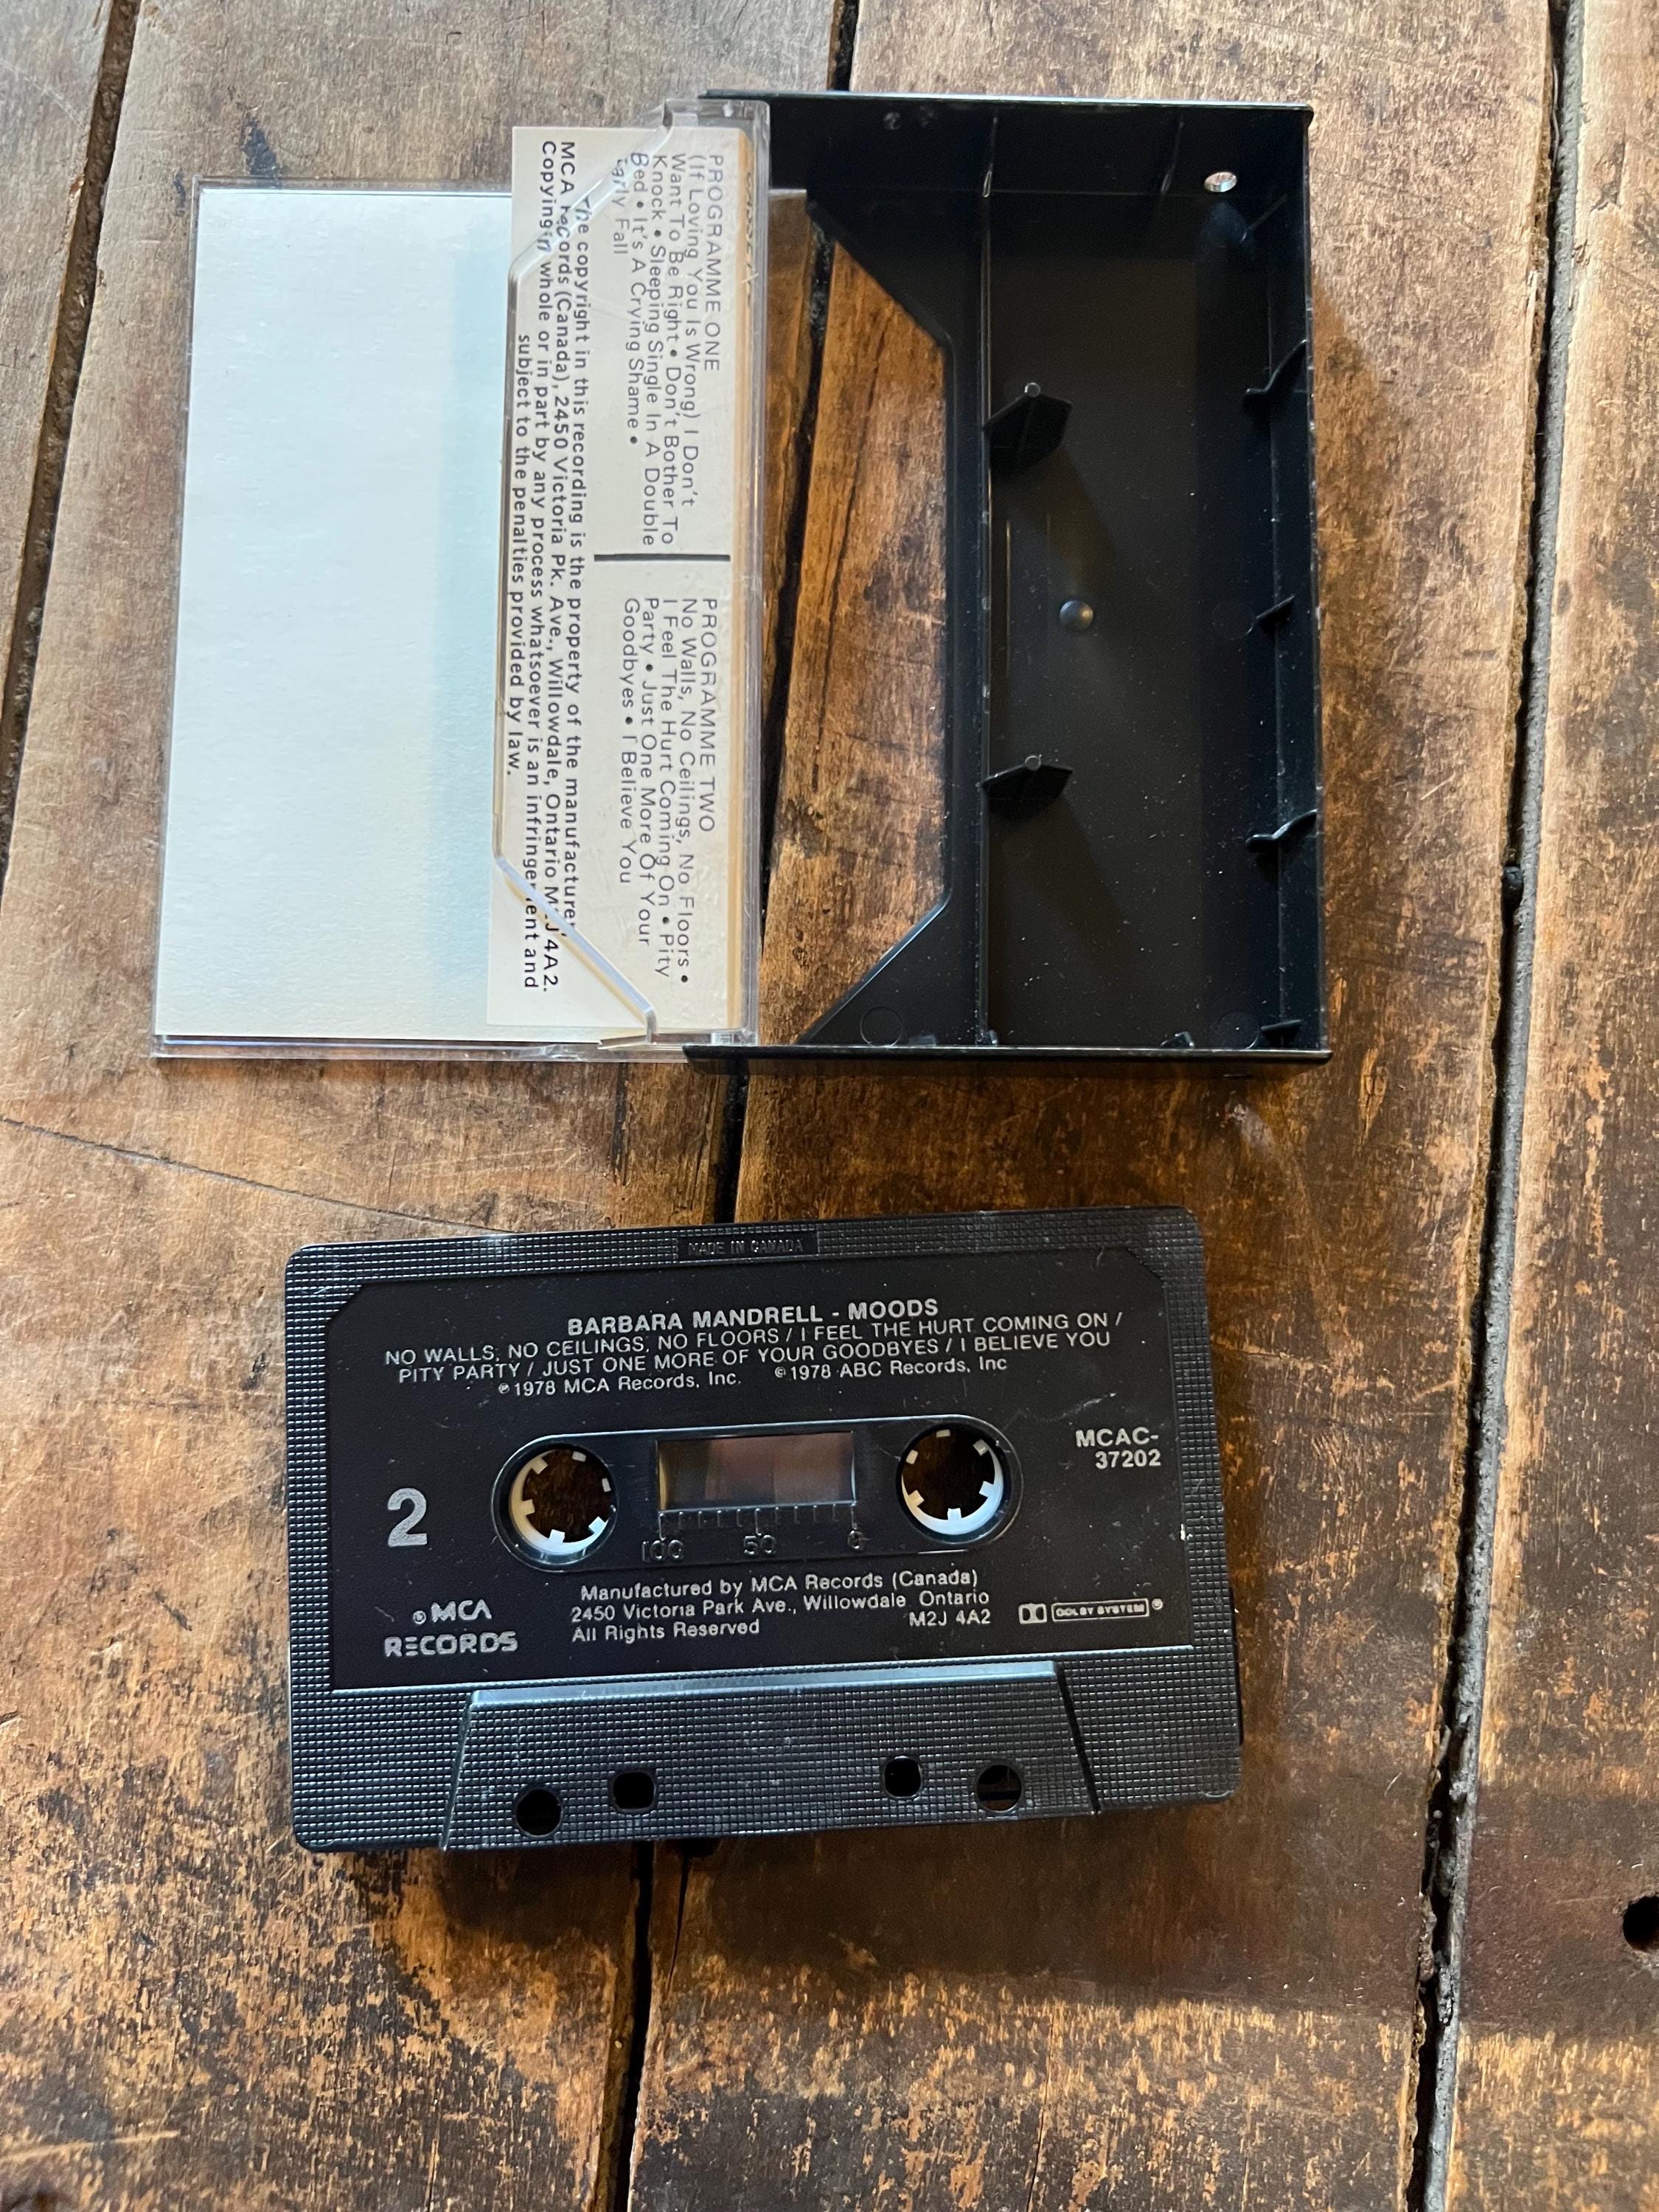 PROGRAMME ONE
(If Loving You Is Wrong) I Don't
Want To Be Right • Don't Bother To
Knock • Sleeping Single In A Double
Bed • It's A Crying Shame •
Early Fall
PROGRAMME TWO
No Walls, No Ceilings, No Floors •
I Feel The Hurt Coming On • Pity
Party • Just One More Of Your
Goodbyes • I Believe You
The copyright in this recording is the property of the manufacturer,
MCA Records (Canada), 2450 Victoria Pk. Ave., Willowdale, Ontario M2J 4A2.
Copying in whole or in part by any process whatsoever is an infringement and
subject to the penalties provided by law.
MADE IN CANADA
BARBARA MANDRELL - MOODS
NO WALLS, NO CEILINGS, NO FLOORS / I FEEL THE HURT COMING ON /
PITY PARTY / JUST ONE MORE OF YOUR GOODBYES / I BELIEVE YOU
℗ 1978 MCA Records, Inc. © 1978 ABC Records, Inc
MCAC-
37202
2
100 50 0
MCA
RECORDS
Manufactured by MCA Records (Canada)
2450 Victoria Park Ave., Willowdale, Ontario
M2J 4A2
All Rights Reserved
DOLBY SYSTEM ®